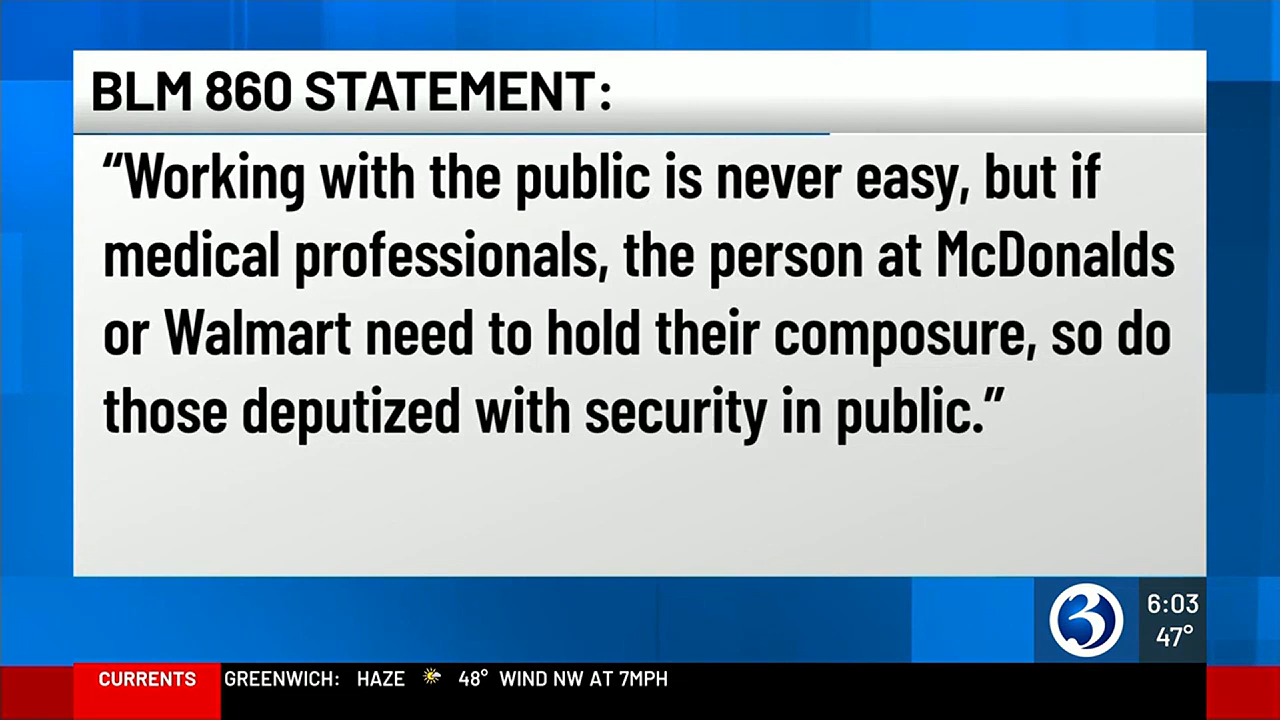 BLM 860 STATEMENT:
“Working with the public is never easy, but if
medical professionals, the person at McDonalds
or Walmart need to hold their composure, so do
those deputized with security in public.”
3
6:03
47°
CURRENTS
GREENWICH: HAZE 48° WIND NW AT 7MPH